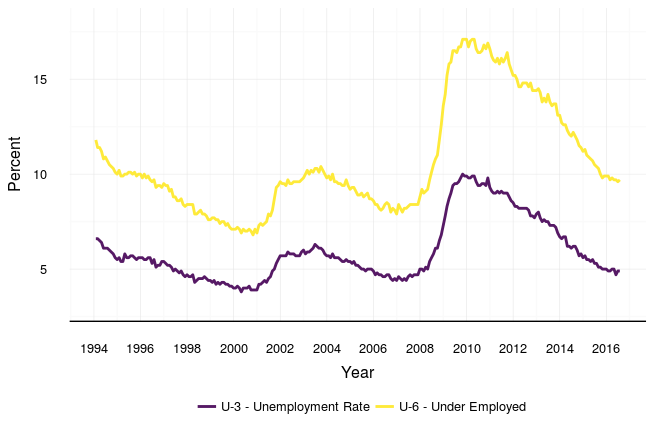 Percent
15
10
5
1994 1996 1998 2000 2002 2004 2006 2008 2010 2012 2014 2016
Year
U-3 - Unemployment Rate U-6 - Under Employed